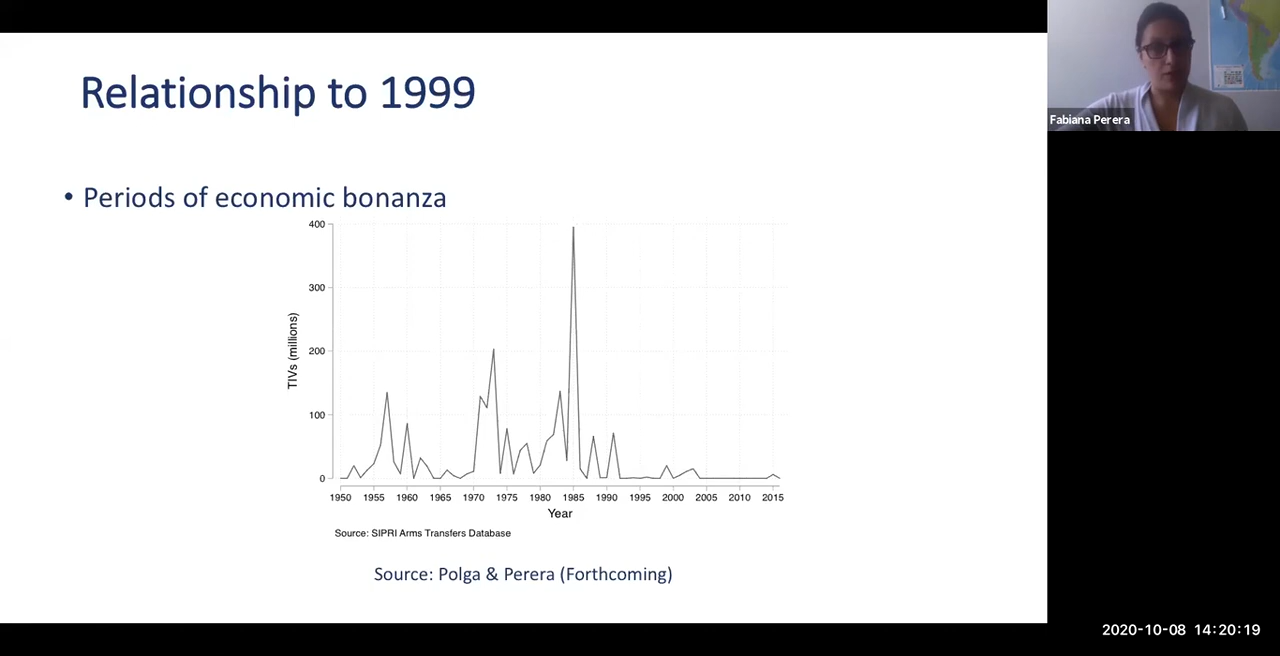 Relationship to 1999
• Periods of economic bonanza
400
300
200
100
0
TIVs (millions)
1950 1955 1960 1965 1970 1975 1980 1985 1990 1995 2000 2005 2010 2015
Year
Source: SIPRI Arms Transfers Database
Source: Polga & Perera (Forthcoming)
Fabiana Perera
2020-10-08 14:20:19